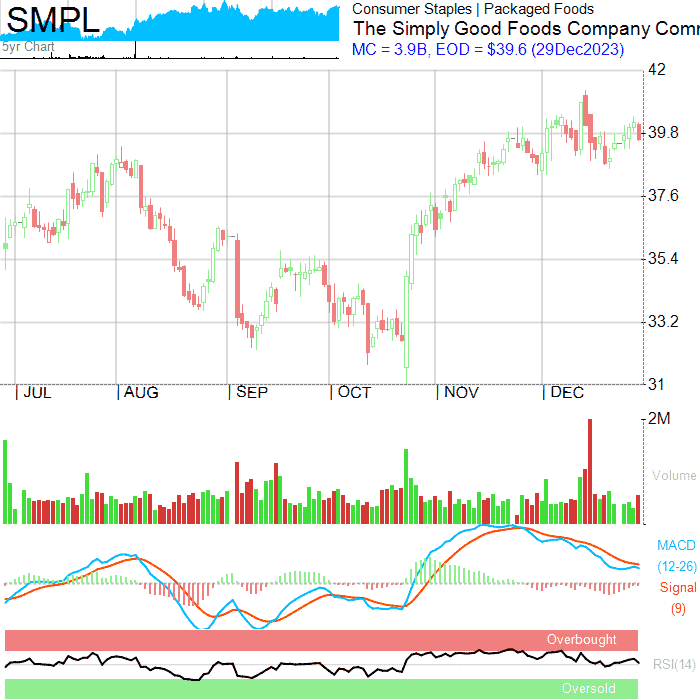 SMPL
5yr Chart
Consumer Staples | Packaged Foods
The Simply Good Foods Company Comm
MC = 3.9B, EOD = $39.6 (29Dec2023)
42
39.8
37.6
35.4
33.2
31
| JUL | AUG | SEP | OCT | NOV | DEC
2M
Volume
MACD
(12-26)
Signal
(9)
Overbought
RSI(14)
Oversold